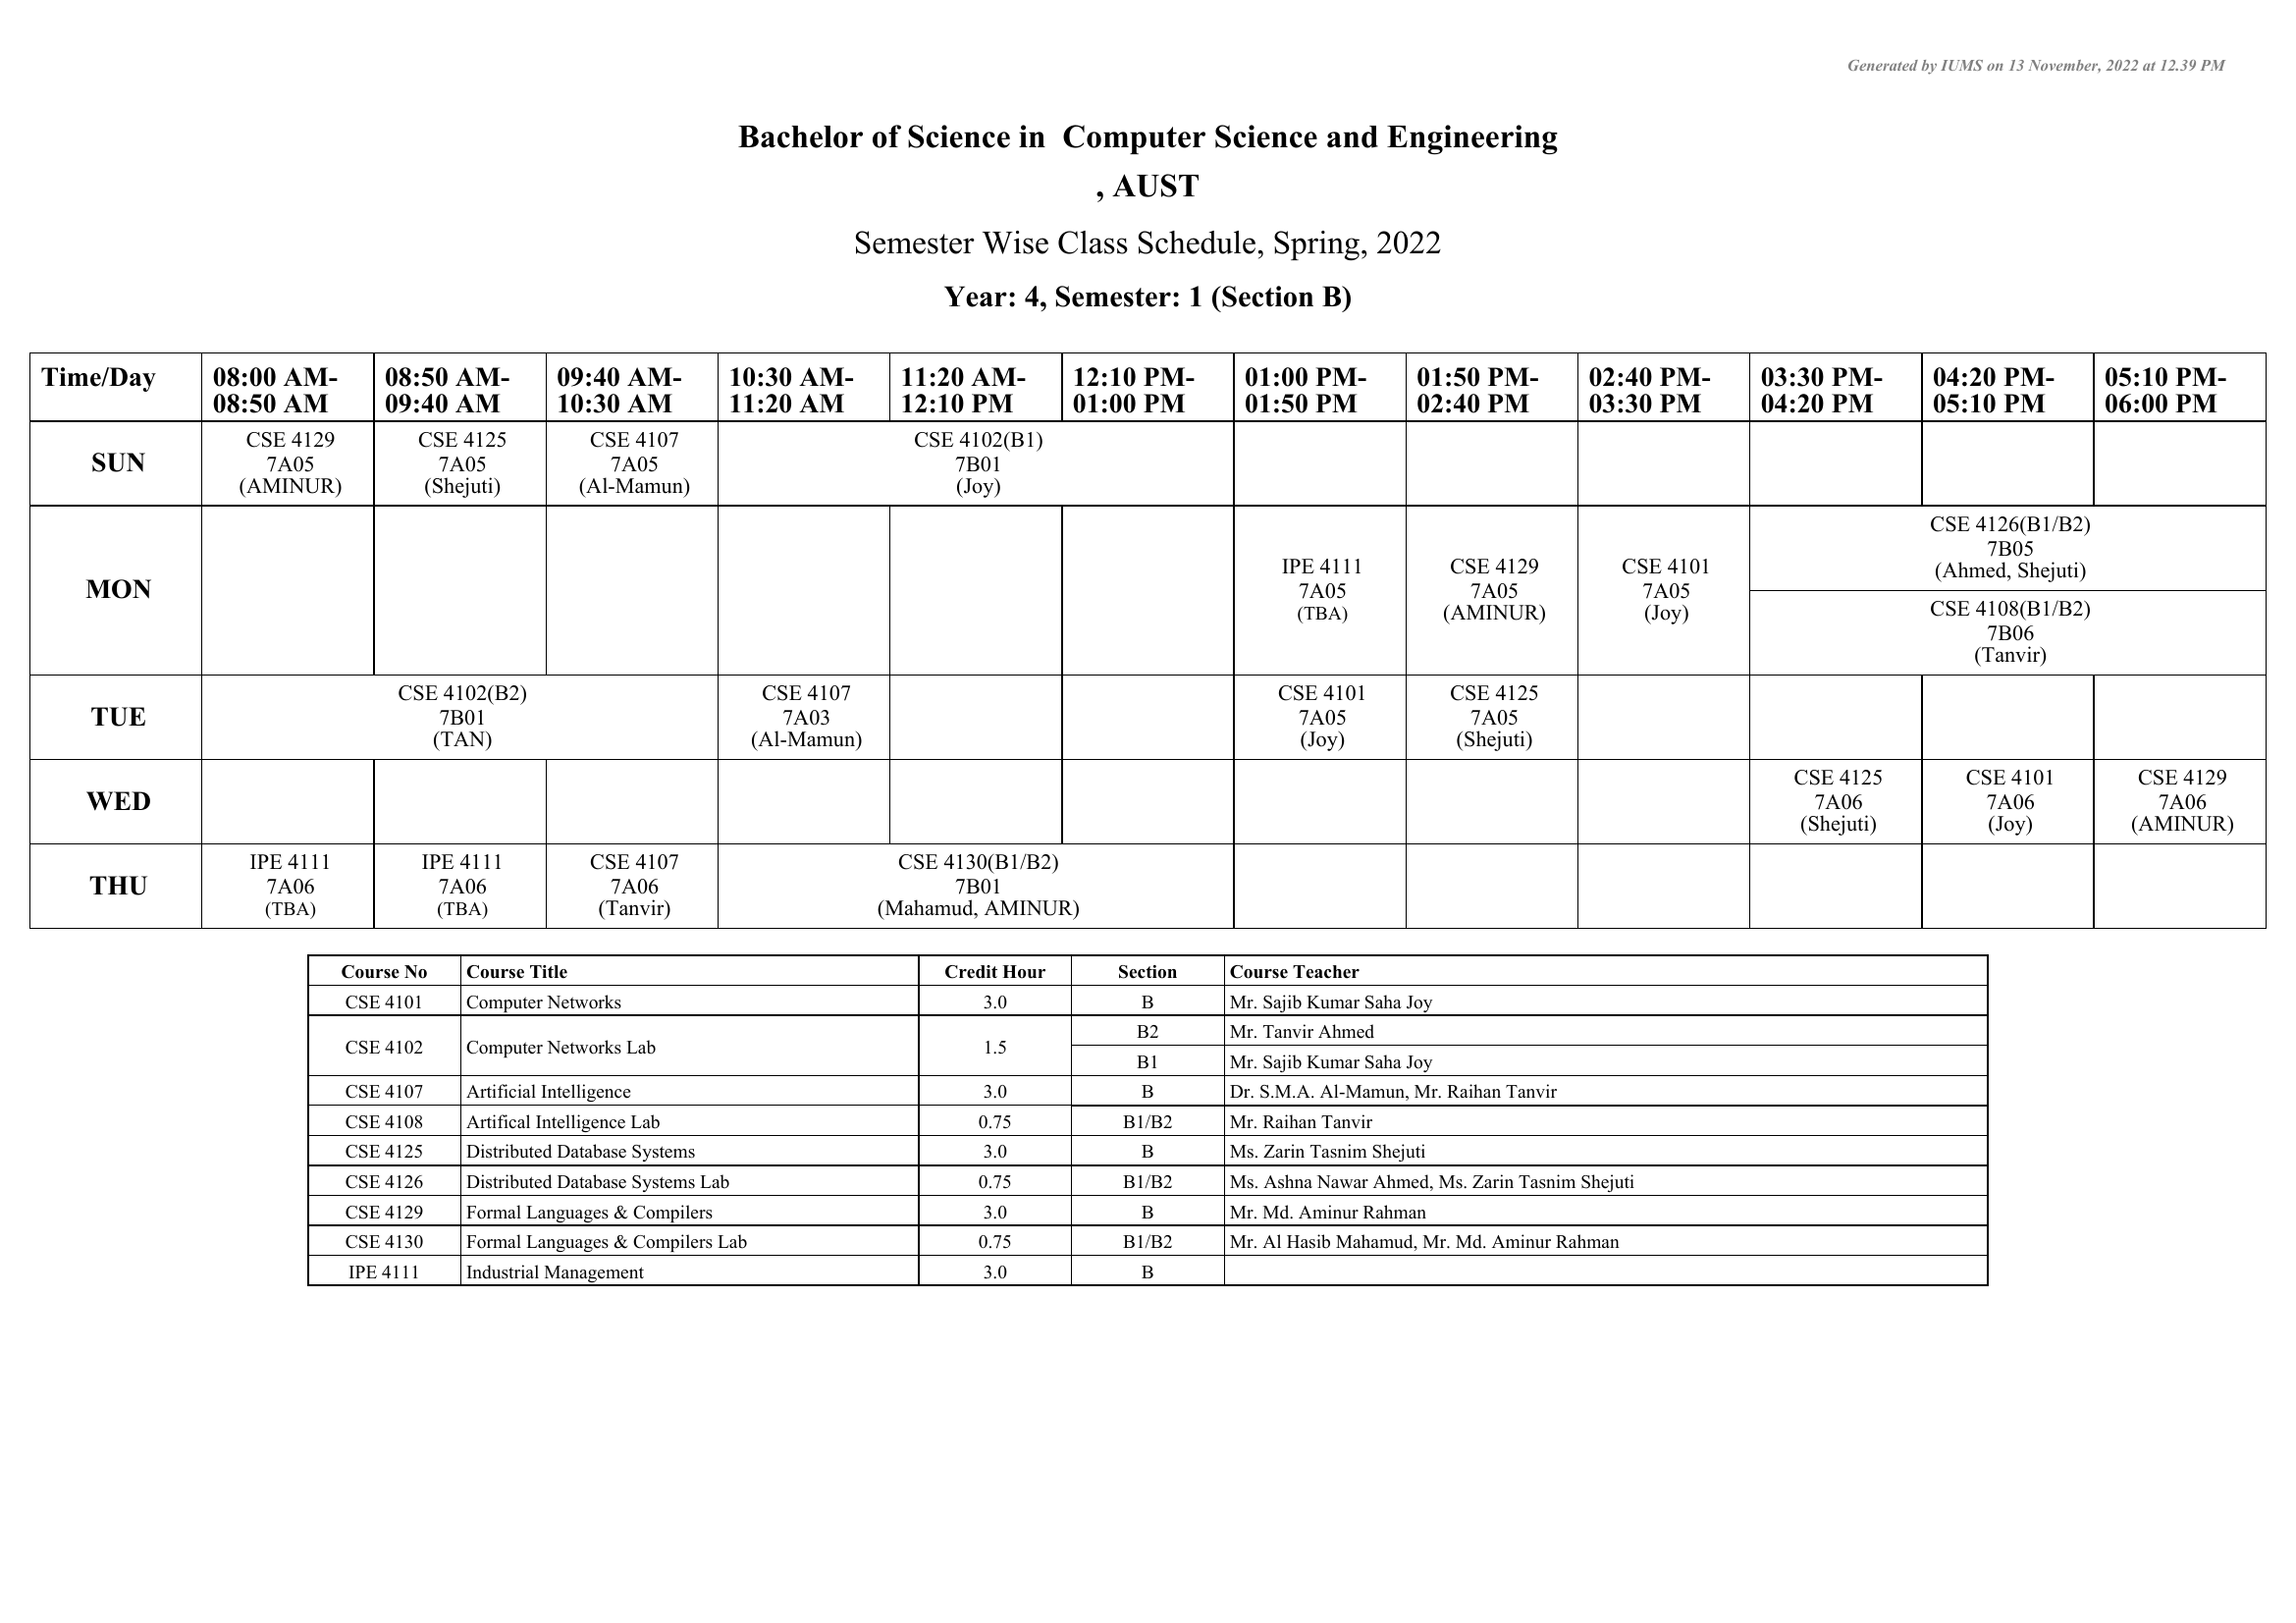 Generated by IUMS on 13 November, 2022 at 12.39 PM
Bachelor of Science in  Computer Science and Engineering
, AUST
Semester Wise Class Schedule, Spring, 2022
Year: 4, Semester: 1 (Section B)
Time/Day 08:00 AM-08:50 AM 08:50 AM-09:40 AM 09:40 AM-10:30 AM 10:30 AM-11:20 AM 11:20 AM-12:10 PM 12:10 PM-01:00 PM 01:00 PM-01:50 PM 01:50 PM-02:40 PM 02:40 PM-03:30 PM 03:30 PM-04:20 PM 04:20 PM-05:10 PM 05:10 PM-06:00 PM
SUN
CSE 4129
7A05
(AMINUR)
CSE 4125
7A05
(Shejuti)
CSE 4107
7A05
(Al-Mamun)
CSE 4102(B1)
7B01
(Joy)
MON
IPE 4111
7A05
(TBA)
CSE 4129
7A05
(AMINUR)
CSE 4101
7A05
(Joy)
CSE 4126(B1/B2)
7B05
(Ahmed, Shejuti)
CSE 4108(B1/B2)
7B06
(Tanvir)
TUE
CSE 4102(B2)
7B01
(TAN)
CSE 4107
7A03
(Al-Mamun)
CSE 4101
7A05
(Joy)
CSE 4125
7A05
(Shejuti)
WED
CSE 4125
7A06
(Shejuti)
CSE 4101
7A06
(Joy)
CSE 4129
7A06
(AMINUR)
THU
IPE 4111
7A06
(TBA)
IPE 4111
7A06
(TBA)
CSE 4107
7A06
(Tanvir)
CSE 4130(B1/B2)
7B01
(Mahamud, AMINUR)
Course No Course Title Credit Hour Section Course Teacher
CSE 4101 Computer Networks 3.0 B Mr. Sajib Kumar Saha Joy
CSE 4102 Computer Networks Lab 1.5 B2 Mr. Tanvir Ahmed
B1 Mr. Sajib Kumar Saha Joy
CSE 4107 Artificial Intelligence 3.0 B Dr. S.M.A. Al-Mamun, Mr. Raihan Tanvir
CSE 4108 Artifical Intelligence Lab 0.75 B1/B2 Mr. Raihan Tanvir
CSE 4125 Distributed Database Systems 3.0 B Ms. Zarin Tasnim Shejuti
CSE 4126 Distributed Database Systems Lab 0.75 B1/B2 Ms. Ashna Nawar Ahmed, Ms. Zarin Tasnim Shejuti
CSE 4129 Formal Languages & Compilers 3.0 B Mr. Md. Aminur Rahman
CSE 4130 Formal Languages & Compilers Lab 0.75 B1/B2 Mr. Al Hasib Mahamud, Mr. Md. Aminur Rahman
IPE 4111 Industrial Management 3.0 B